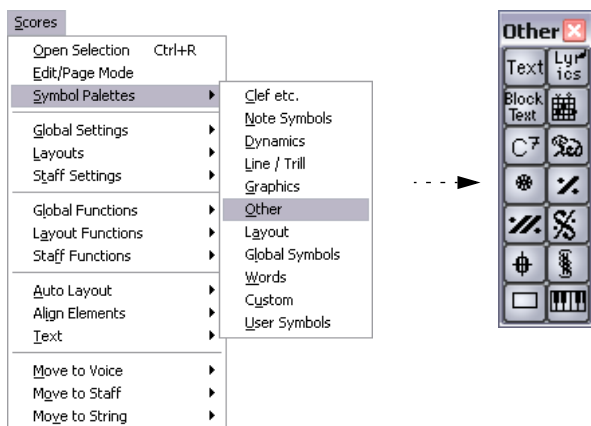 Scores
Open Selection Ctrl+R
Edit/Page Mode
Symbol Palettes
Global Settings
Layouts
Staff Settings
Global Functions
Layout Functions
Staff Functions
Auto Layout
Align Elements
Text
Move to Voice
Move to Staff
Move to String
Clef etc.
Note Symbols
Dynamics
Line / Trill
Graphics
Other
Layout
Global Symbols
Words
Custom
User Symbols
Other
Text Lyrics
Block Text
C7 Ped